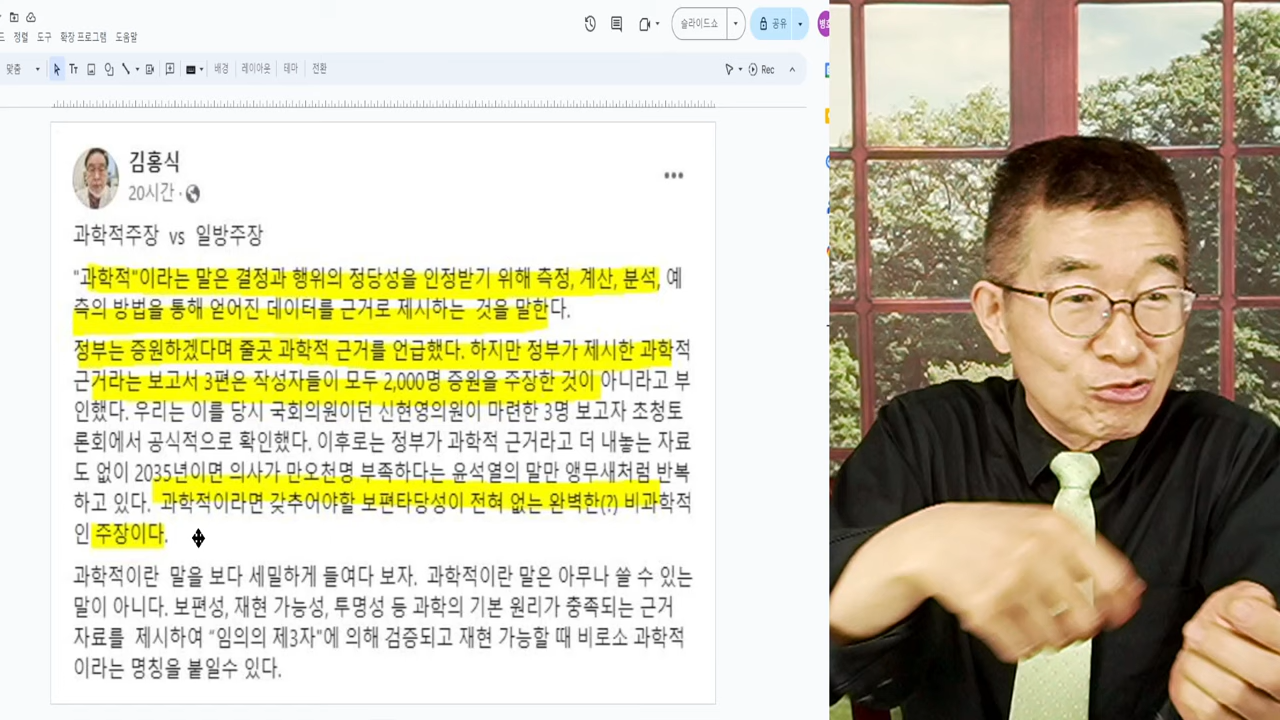 정렬 도구 확장 프로그램 도움말
슬라이드쇼
공유
맞춤
배경 레이아웃 테마 전환
Rec
김홍식
20시간
과학적주장 vs 일방주장
"과학적"이라는 말은 결정과 행위의 정당성을 인정받기 위해 측정, 계산, 분석, 예
측의 방법을 통해 얻어진 데이터를 근거로 제시하는 것을 말한다.
정부는 증원하겠다며 줄곳 과학적 근거를 언급했다. 하지만 정부가 제시한 과학적
근거라는 보고서 3편은 작성자들이 모두 2,000명 증원을 주장한 것이 아니라고 부
인했다. 우리는 이를 당시 국회의원이던 신현영의원이 마련한 3명 보고자 초청토
론회에서 공식적으로 확인했다. 이후로는 정부가 과학적 근거라고 더 내놓는 자료
도 없이 2035년이면 의사가 만오천명 부족하다는 윤석열의 말만 앵무새처럼 반복
하고 있다. 과학적이라면 갖추어야할 보편타당성이 전혀 없는 완벽한(?) 비과학적
인 주장이다.
과학적이란 말을 보다 세밀하게 들여다 보자. 과학적이란 말은 아무나 쓸 수 있는
말이 아니다. 보편성, 재현 가능성, 투명성 등 과학의 기본 원리가 충족되는 근거
자료를 제시하여 "임의의 제3자"에 의해 검증되고 재현 가능할 때 비로소 과학적
이라는 명칭을 붙일수 있다.